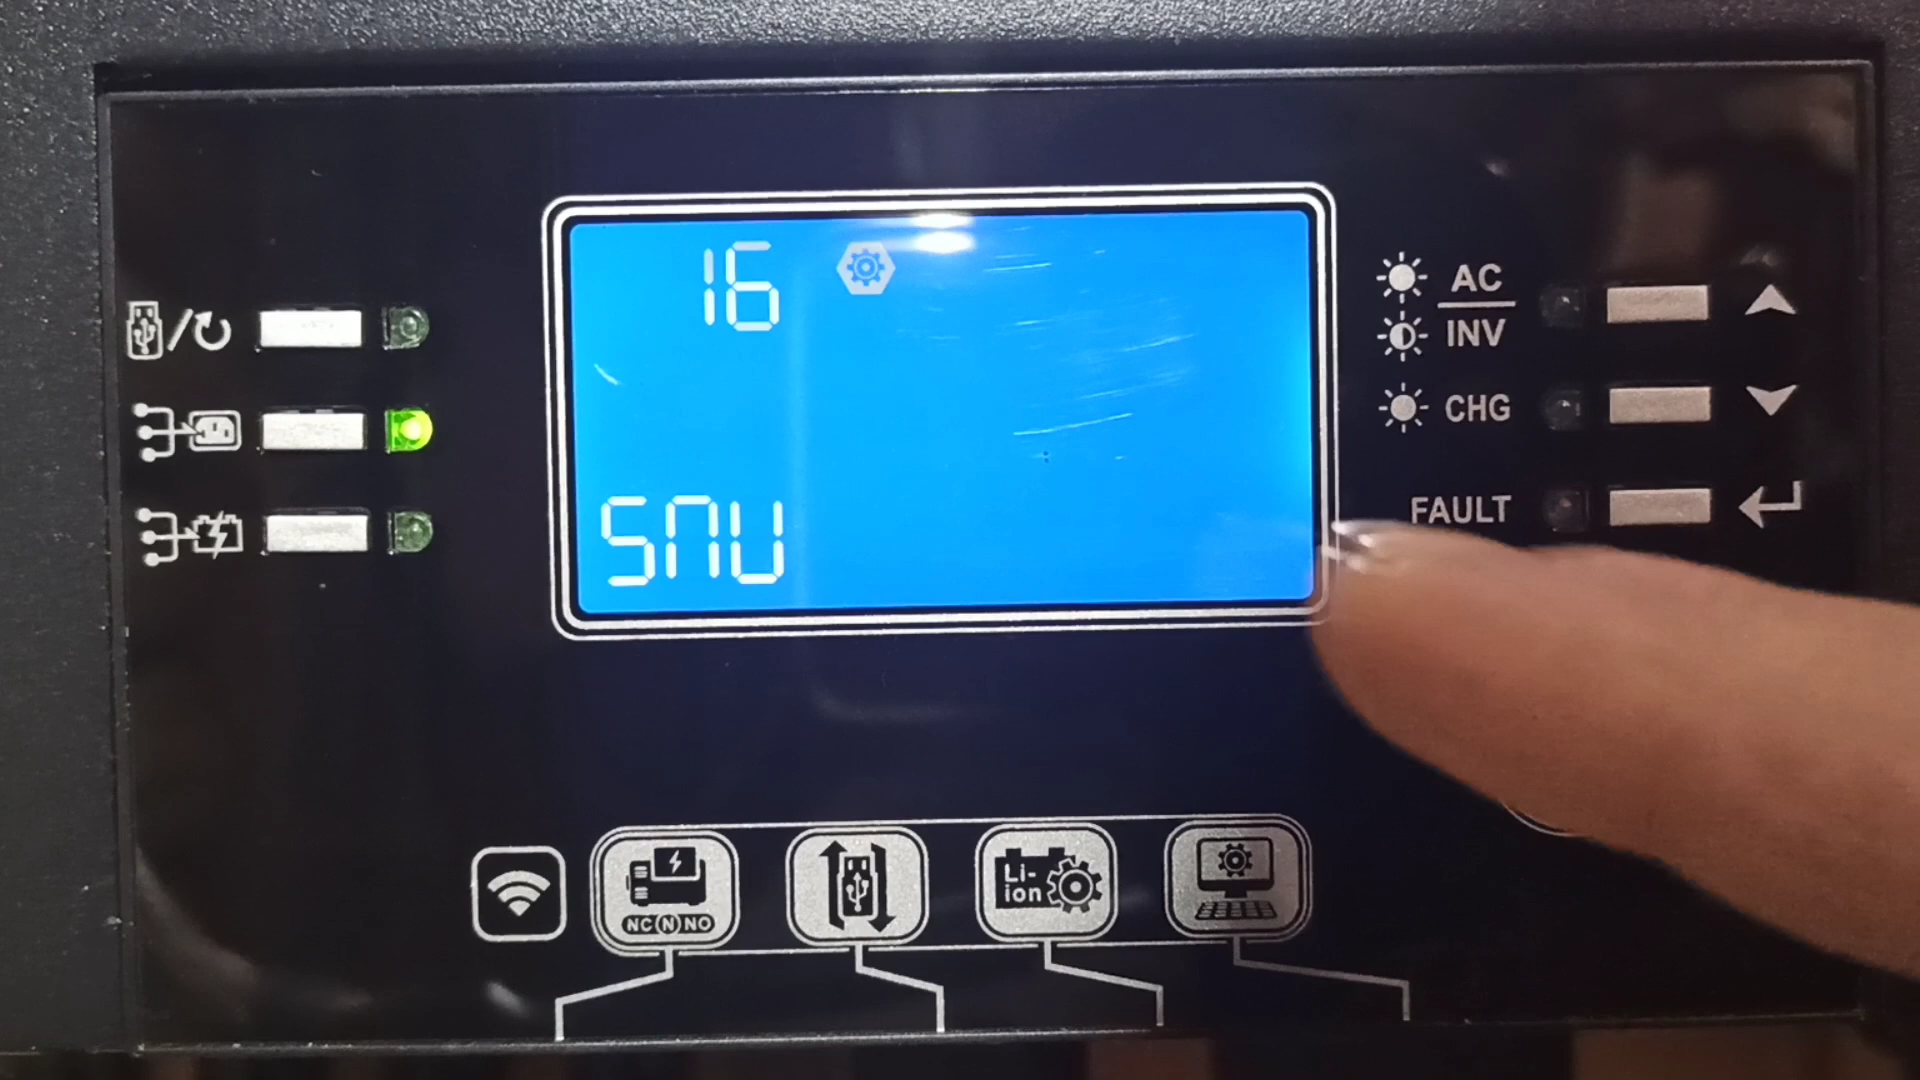 16
SNU
AC
INV
CHG
FAULT
NC N NO
Li-
ion